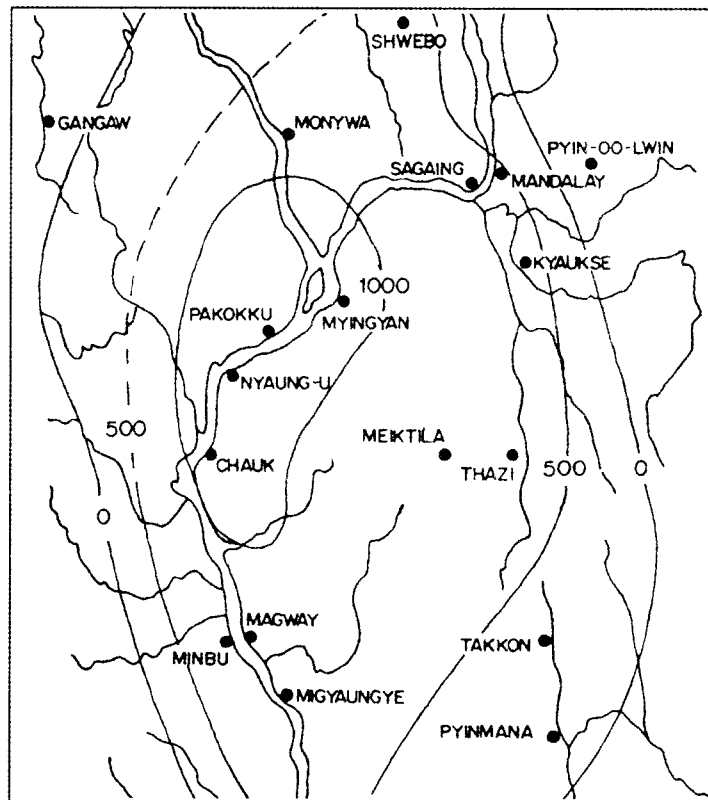 SHWEBO
GANGAW
MONYWA
PYIN-OO-LWIN
SAGAING
MANDALAY
KYAUKSE
1000
PAKOKKU
MYINGYAN
NYAUNG-U
500
MEIKTILA
CHAUK
THAZI
500
0
0
MAGWAY
MINBU
TAKKON
MIGYAUNGYE
PYINMANA